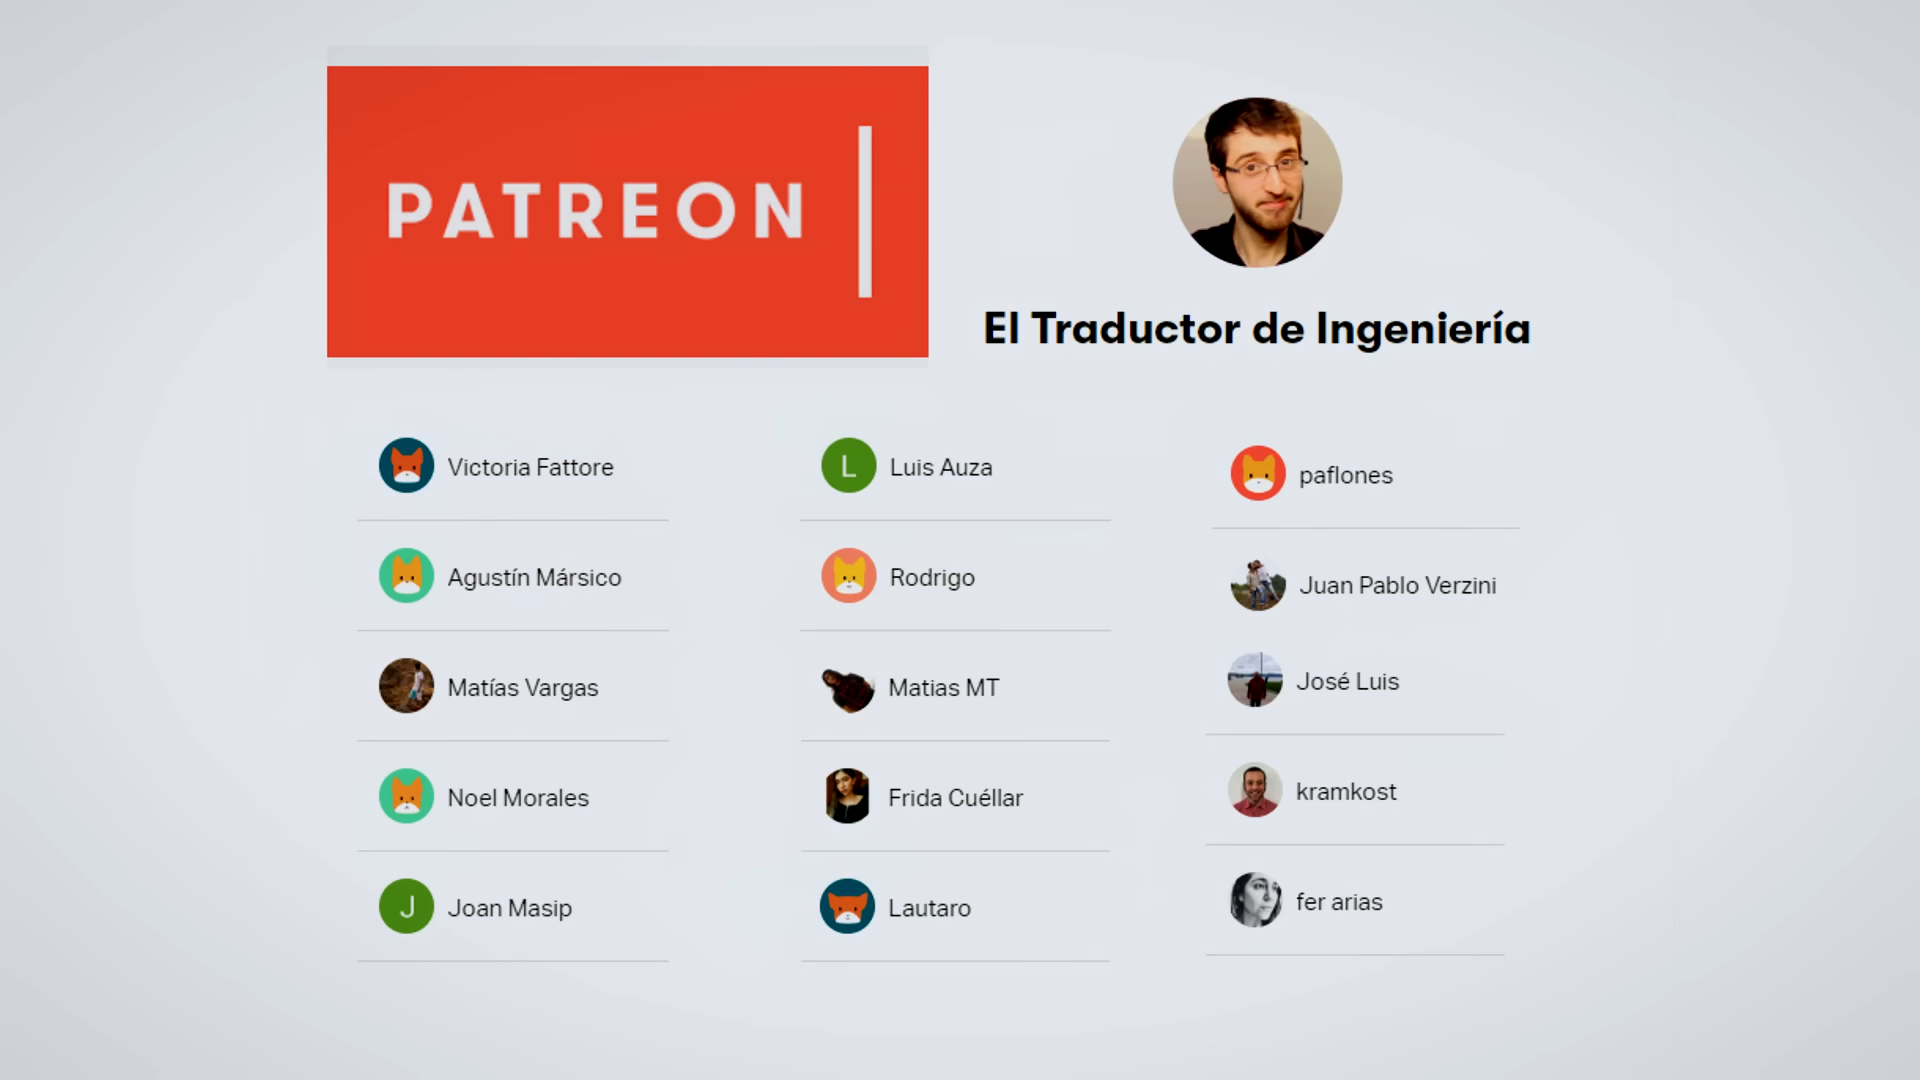 PATREON
El Traductor de Ingeniería
Victoria Fattore
Agustín Mársico
Matías Vargas
Noel Morales
J
Joan Masip
L
Luis Auza
Rodrigo
Matias MT
Frida Cuéllar
Lautaro
paflones
Juan Pablo Verzini
José Luis
kramkost
fer arias